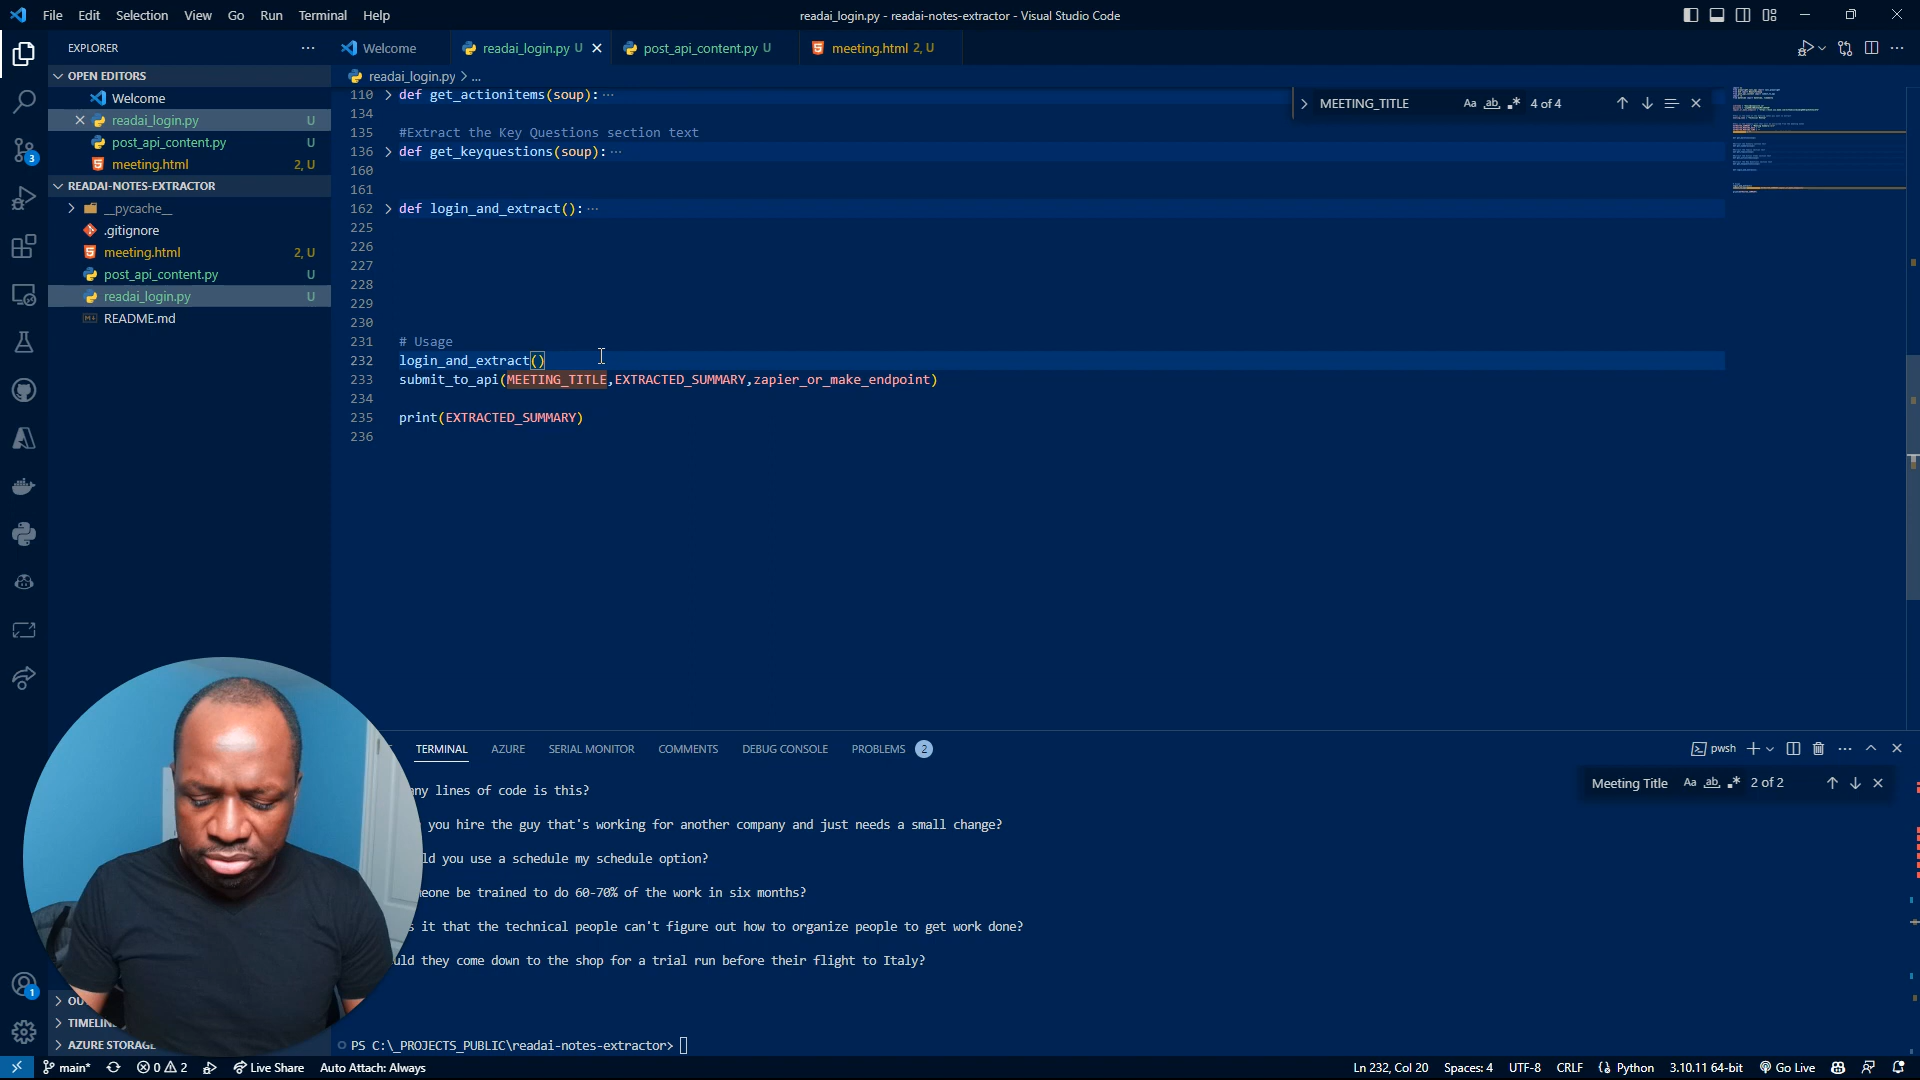 File Edit Selection View Go Run Terminal Help
readai_login.py - readai-notes-extractor - Visual Studio Code
EXPLORER
OPEN EDITORS
Welcome
readai_login.py U
post_api_content.py U
meeting.html 2, U
READAI-NOTES-EXTRACTOR
__pycache__
.gitignore
meeting.html 2, U
post_api_content.py U
readai_login.py U
README.md
TIMELIN
AZURE STORAGE
3
1
Welcome
readai_login.py U
post_api_content.py U
meeting.html 2, U
readai_login.py > ...
MEETING_TITLE Aa ab 4 of 4
110 def get_actionitems(soup): ...
134
135 #Extract the Key Questions section text
136 def get_keyquestions(soup): ...
160
161
162 def login_and_extract(): ...
225
226
227
228
229
230
231 # Usage
232 login_and_extract()
233 submit_to_api(MEETING_TITLE,EXTRACTED_SUMMARY,zapier_or_make_endpoint)
234
235 print(EXTRACTED_SUMMARY)
236
TERMINAL AZURE SERIAL MONITOR COMMENTS DEBUG CONSOLE PROBLEMS 2
pwsh
Meeting Title Aa ab 2 of 2
ny lines of code is this?
you hire the guy that's working for another company and just needs a small change?
ld you use a schedule my schedule option?
eone be trained to do 60-70% of the work in six months?
s it that the technical people can't figure out how to organize people to get work done?
uld they come down to the shop for a trial run before their flight to Italy?
PS C:\_PROJECTS_PUBLIC\readai-notes-extractor>
main* 0 2 Live Share Auto Attach: Always
Ln 232, Col 20 Spaces: 4 UTF-8 CRLF Python 3.10.11 64-bit Go Live